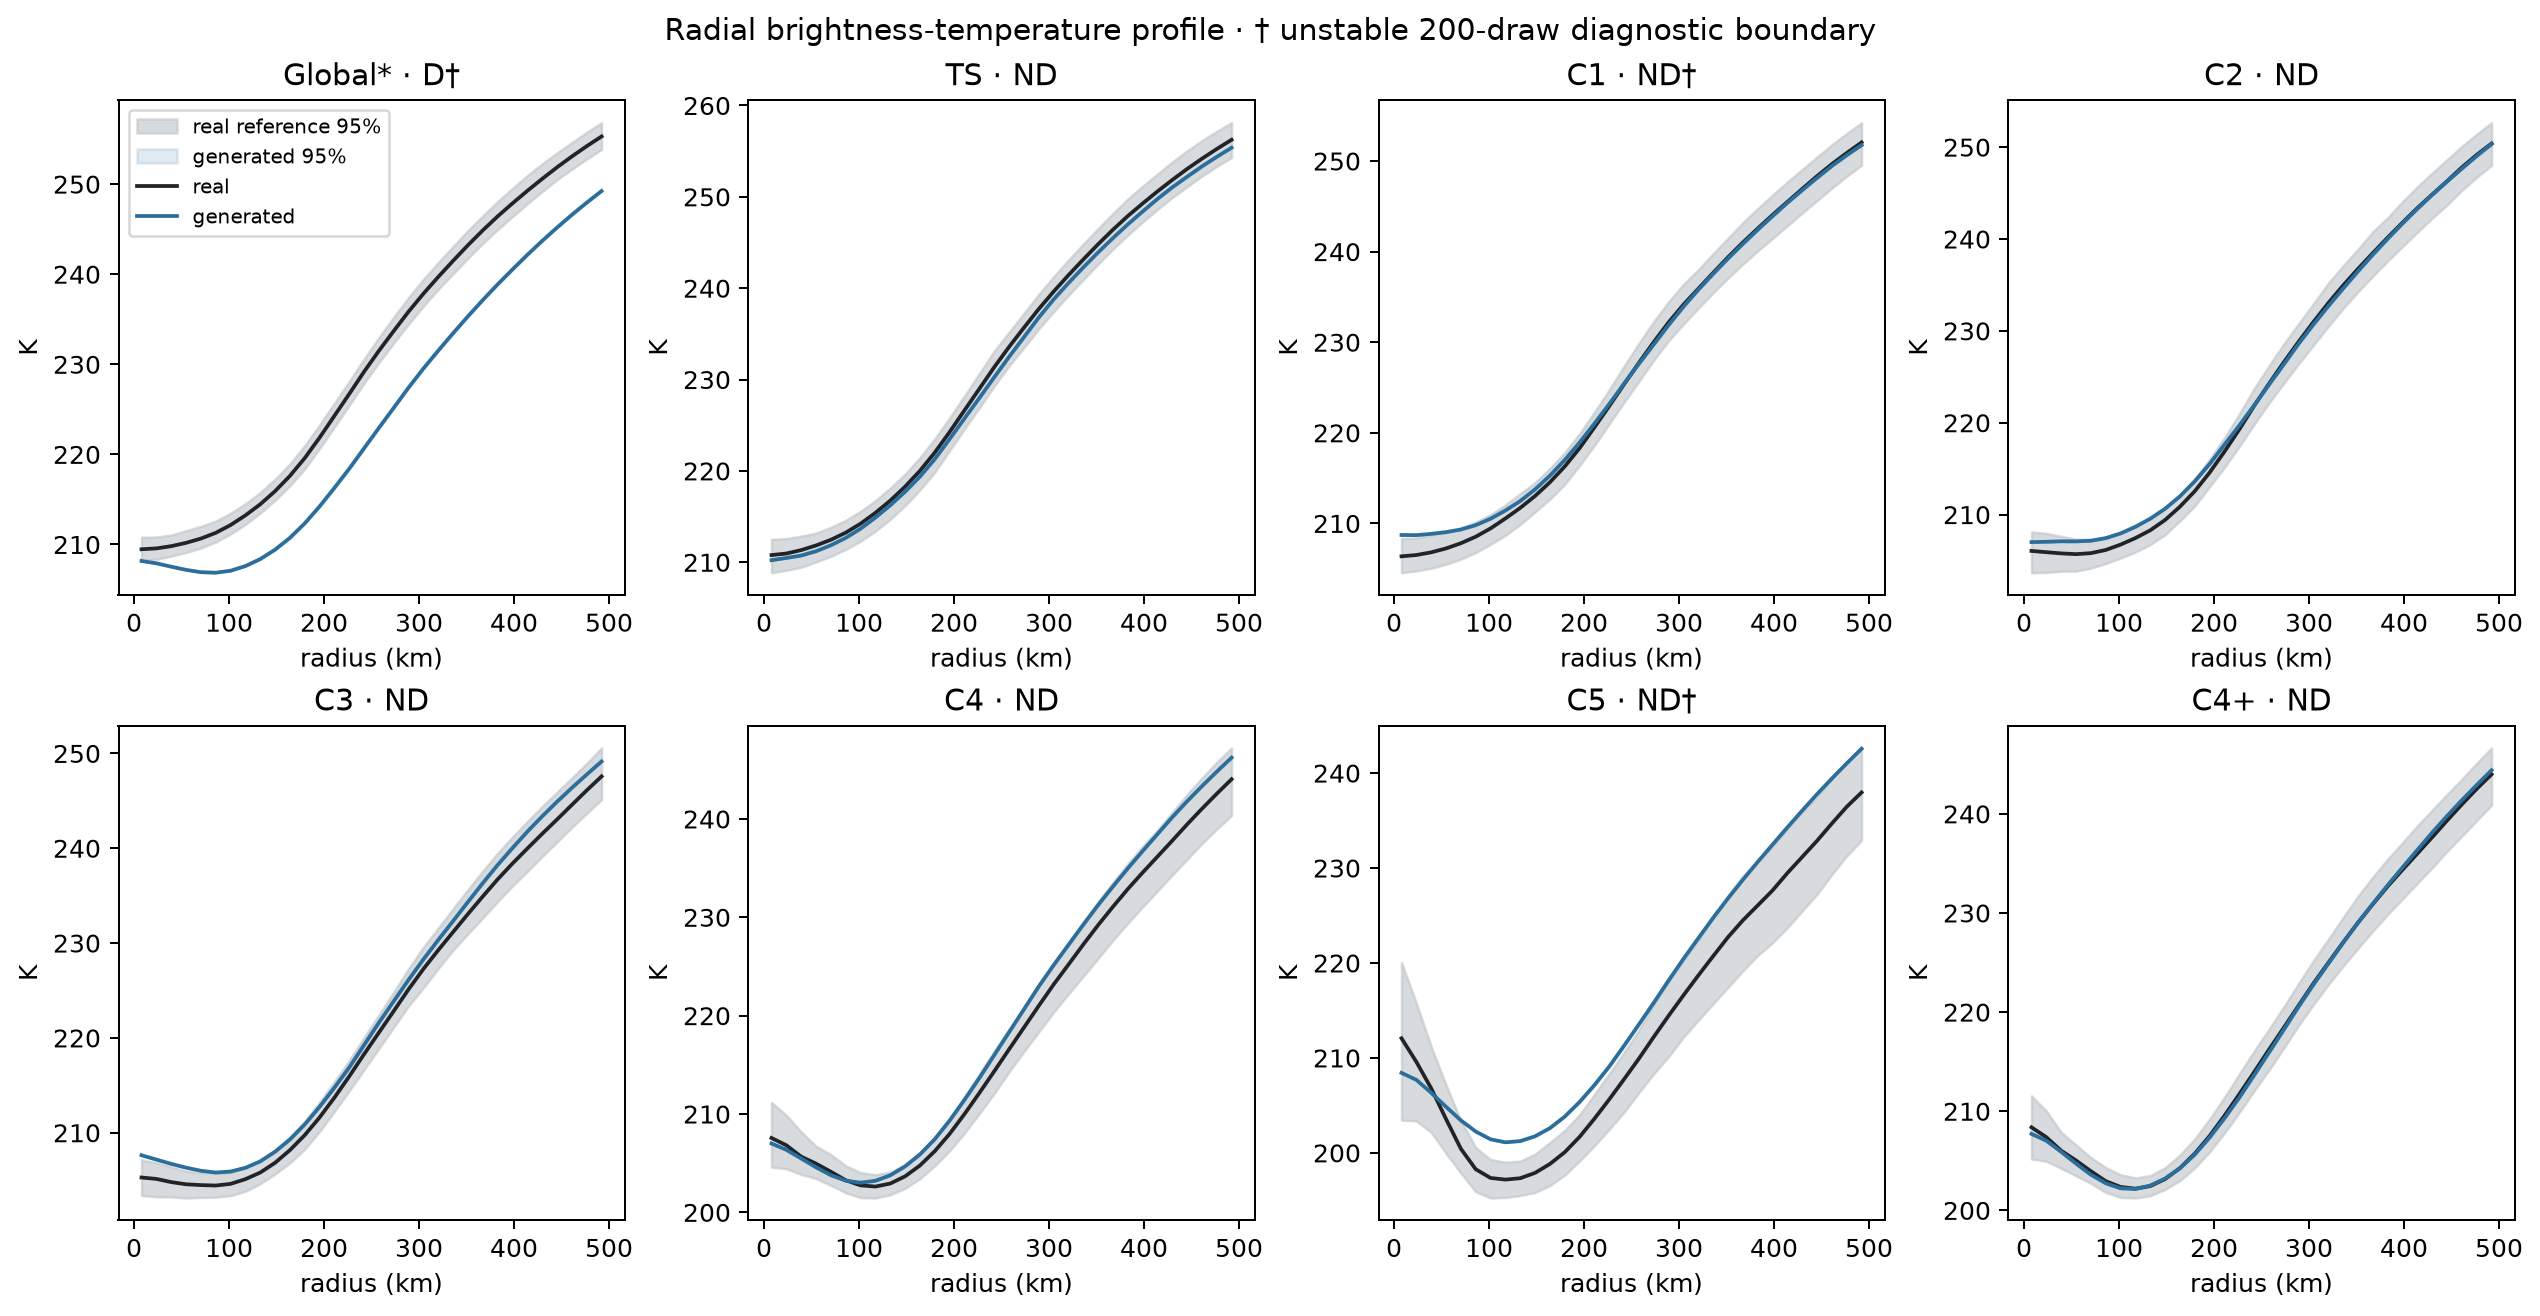 Radial brightness-temperature profile · † unstable 200-draw diagnostic boundary
Global* · D†
TS · ND
C1 · ND†
C2 · ND
real reference 95%
generated 95%
real
generated
K
250
240
230
220
210
0 100 200 300 400 500
radius (km)
K
260
250
240
230
220
210
0 100 200 300 400 500
radius (km)
K
250
240
230
220
210
0 100 200 300 400 500
radius (km)
K
250
240
230
220
210
0 100 200 300 400 500
radius (km)
C3 · ND
C4 · ND
C5 · ND†
C4+ · ND
K
250
240
230
220
210
0 100 200 300 400 500
radius (km)
K
240
230
220
210
200
0 100 200 300 400 500
radius (km)
K
240
230
220
210
200
0 100 200 300 400 500
radius (km)
K
240
230
220
210
200
0 100 200 300 400 500
radius (km)